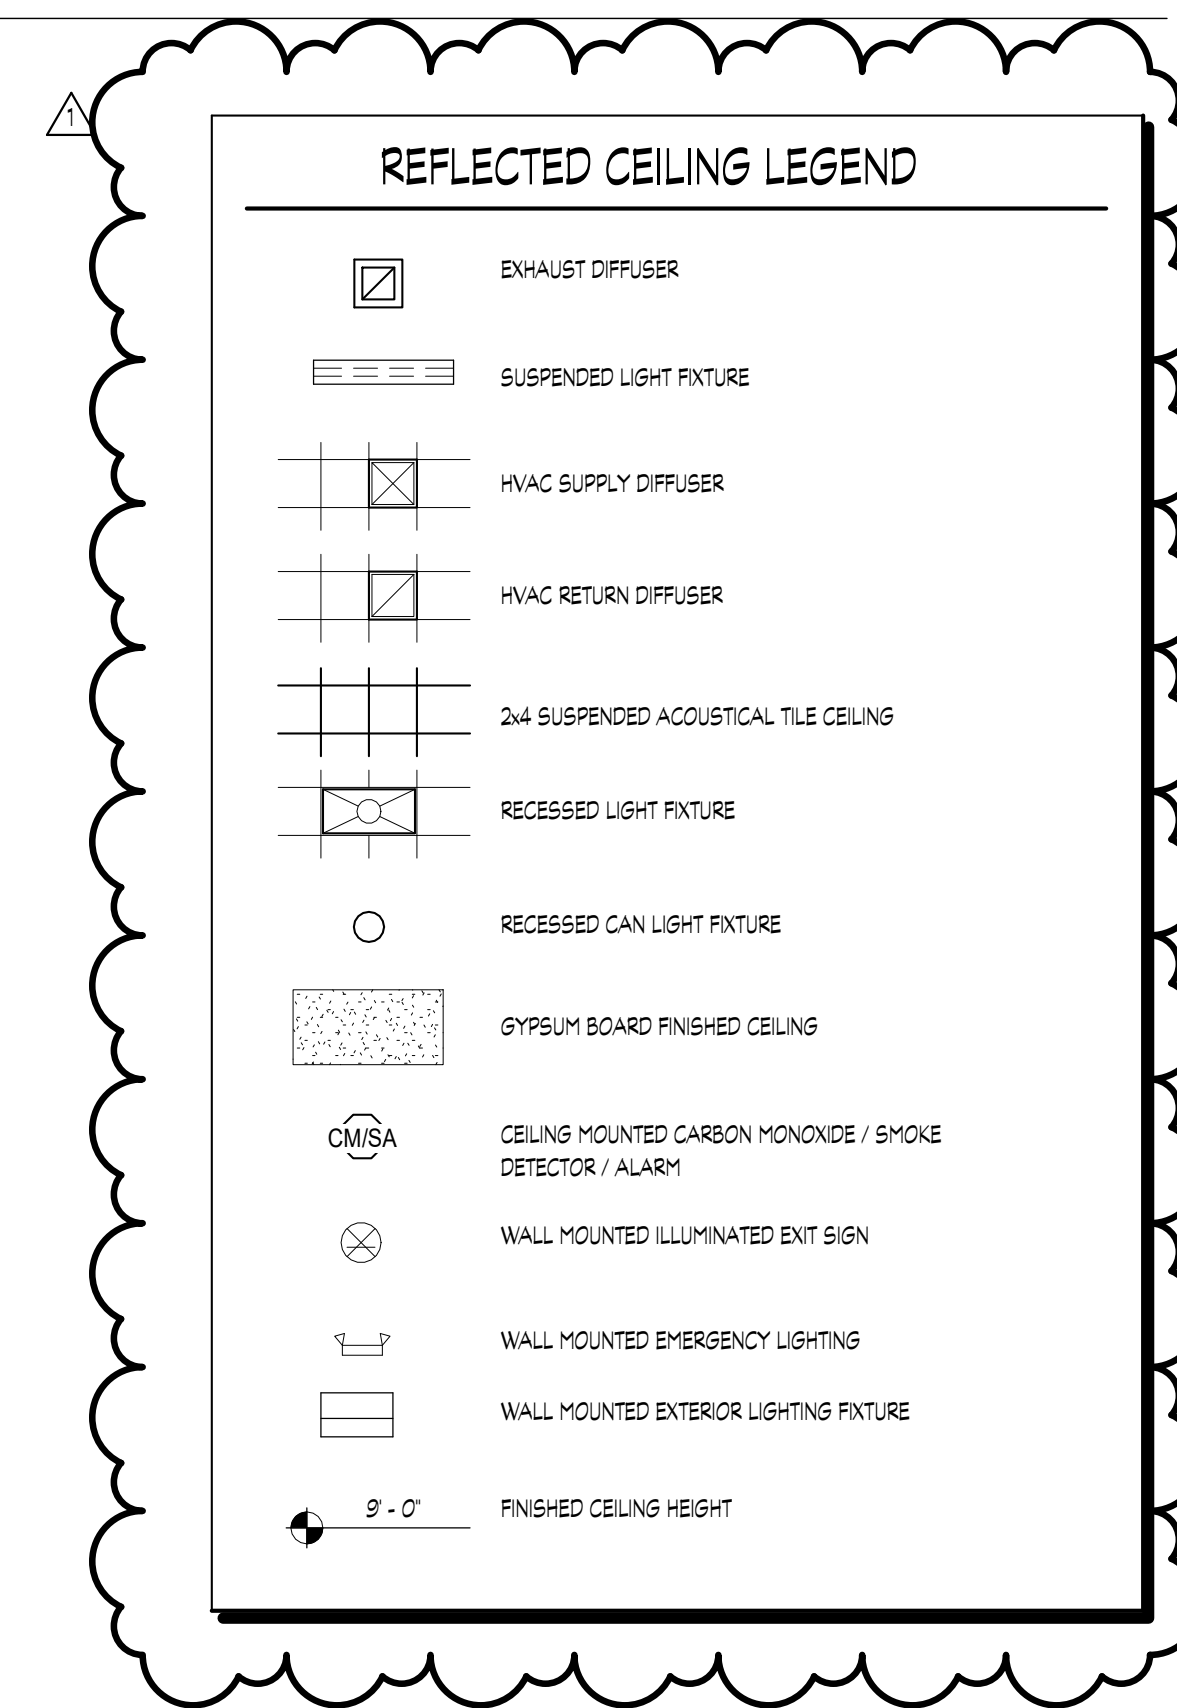 1
REFLECTED CEILING LEGEND
EXHAUST DIFFUSER
SUSPENDED LIGHT FIXTURE
HVAC SUPPLY DIFFUSER
HVAC RETURN DIFFUSER
2x4 SUSPENDED ACOUSTICAL TILE CEILING
RECESSED LIGHT FIXTURE
RECESSED CAN LIGHT FIXTURE
GYPSUM BOARD FINISHED CEILING
CM/SA
CEILING MOUNTED CARBON MONOXIDE / SMOKE
DETECTOR / ALARM
WALL MOUNTED ILLUMINATED EXIT SIGN
WALL MOUNTED EMERGENCY LIGHTING
WALL MOUNTED EXTERIOR LIGHTING FIXTURE
9' - 0"
FINISHED CEILING HEIGHT